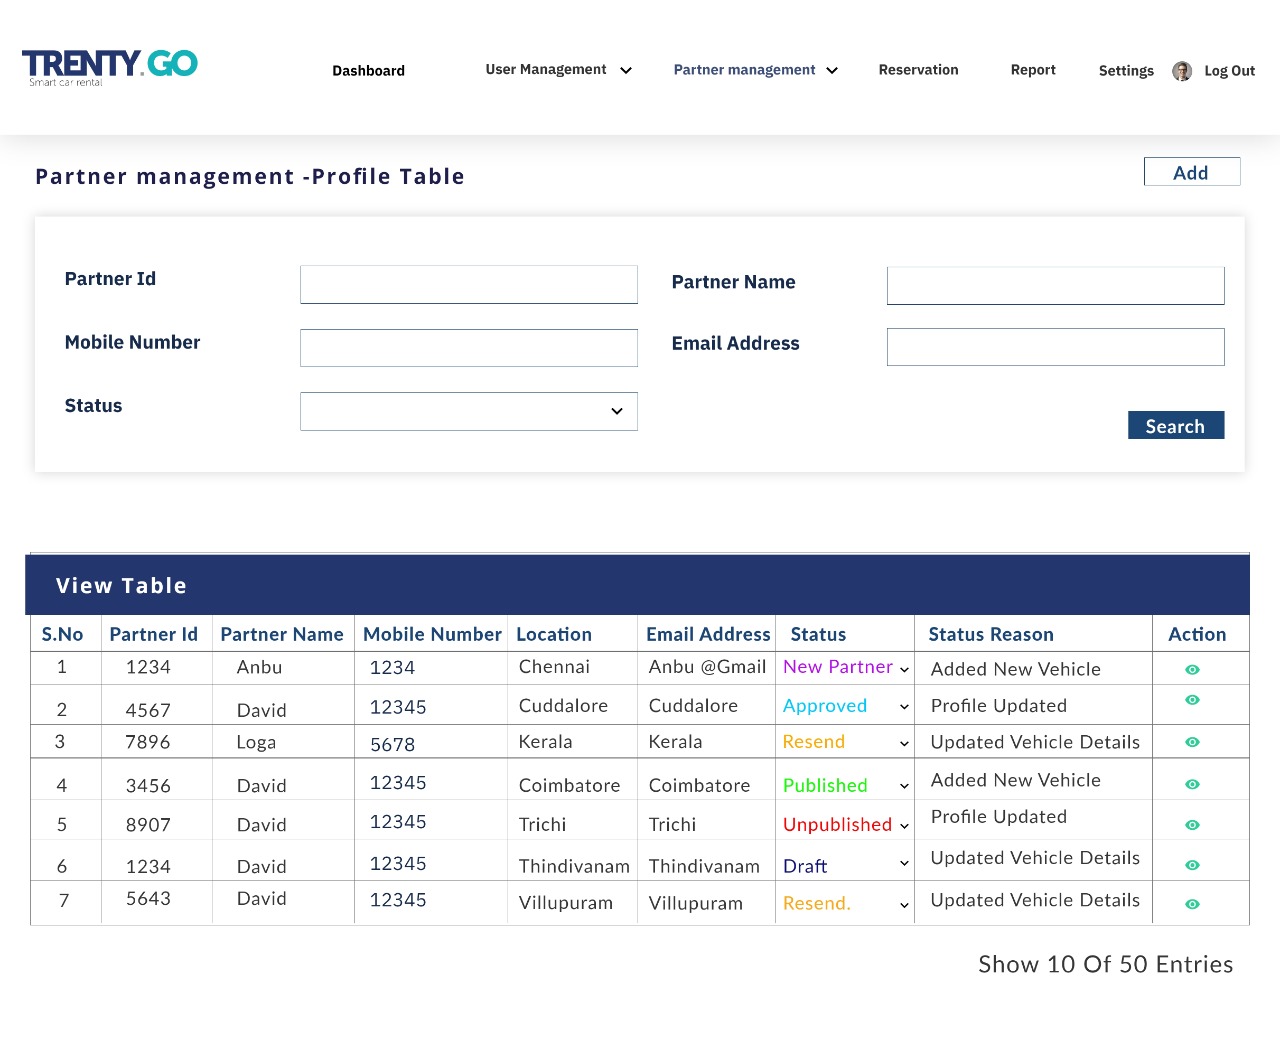 TRENTY.GO
Smart car rental
Dashboard User Management Partner management Reservation Report Settings Log Out
Partner management -Profile Table
Add
Partner Id
Partner Name
Mobile Number
Email Address
Status
Search
View Table
S.No Partner Id Partner Name Mobile Number Location Email Address Status Status Reason Action
1 1234 Anbu 1234 Chennai Anbu @Gmail New Partner Added New Vehicle
2 4567 David 12345 Cuddalore Cuddalore Approved Profile Updated
3 7896 Loga 5678 Kerala Kerala Resend Updated Vehicle Details
4 3456 David 12345 Coimbatore Coimbatore Published Added New Vehicle
5 8907 David 12345 Trichi Trichi Unpublished Profile Updated
6 1234 David 12345 Thindivanam Thindivanam Draft Updated Vehicle Details
7 5643 David 12345 Villupuram Villupuram Resend. Updated Vehicle Details
Show 10 Of 50 Entries